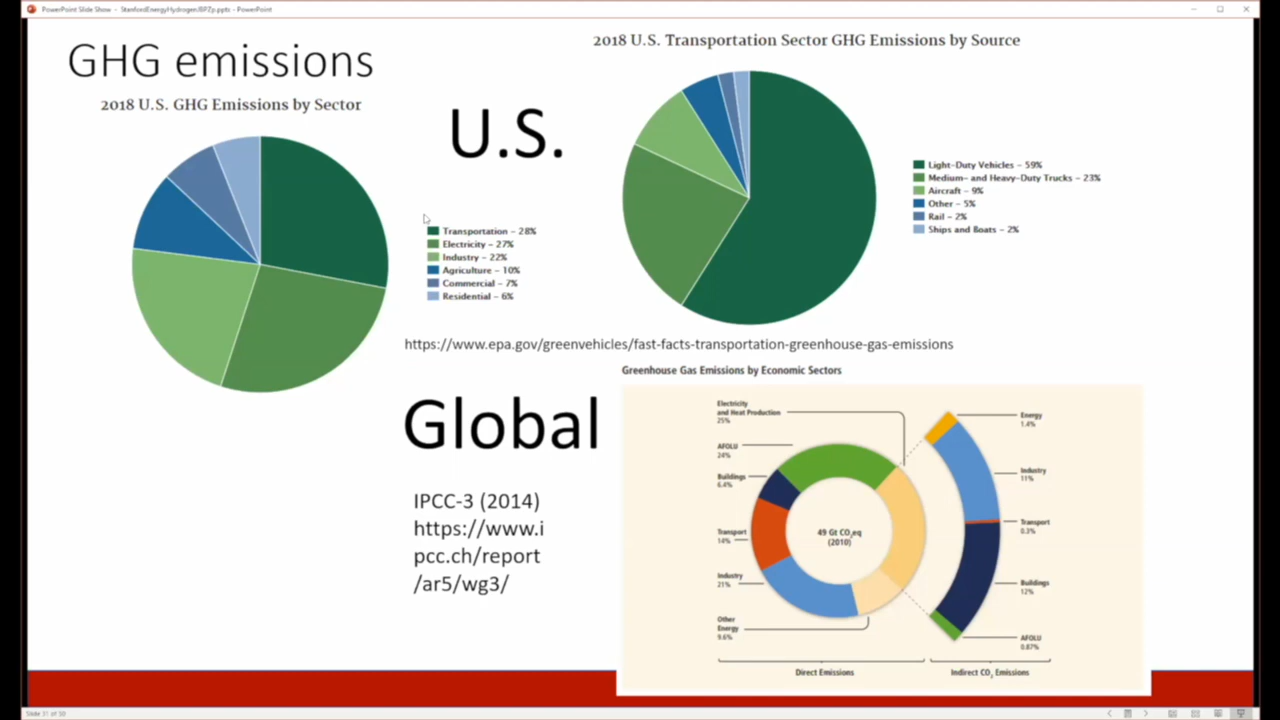 PowerPoint Slide Show - StanfordEnergyHydrogenJBPZp.pptx - PowerPoint
GHG emissions
2018 U.S. GHG Emissions by Sector
Transportation – 28%
Electricity – 27%
Industry – 22%
Agriculture – 10%
Commercial – 7%
Residential – 6%
U.S.
2018 U.S. Transportation Sector GHG Emissions by Source
Light-Duty Vehicles – 59%
Medium- and Heavy-Duty Trucks – 23%
Aircraft – 9%
Other – 5%
Rail – 2%
Ships and Boats – 2%
https://www.epa.gov/greenvehicles/fast-facts-transportation-greenhouse-gas-emissions
Global
IPCC-3 (2014)
https://www.i
pcc.ch/report
/ar5/wg3/
Greenhouse Gas Emissions by Economic Sectors
Electricity
and Heat Production
25%
AFOLU
24%
Buildings
6.4%
Transport
14%
Industry
21%
Other
Energy
9.6%
49 Gt CO₂eq
(2010)
Energy
1.4%
Industry
11%
Transport
0.3%
Buildings
12%
AFOLU
0.87%
Direct Emissions
Indirect CO₂ Emissions